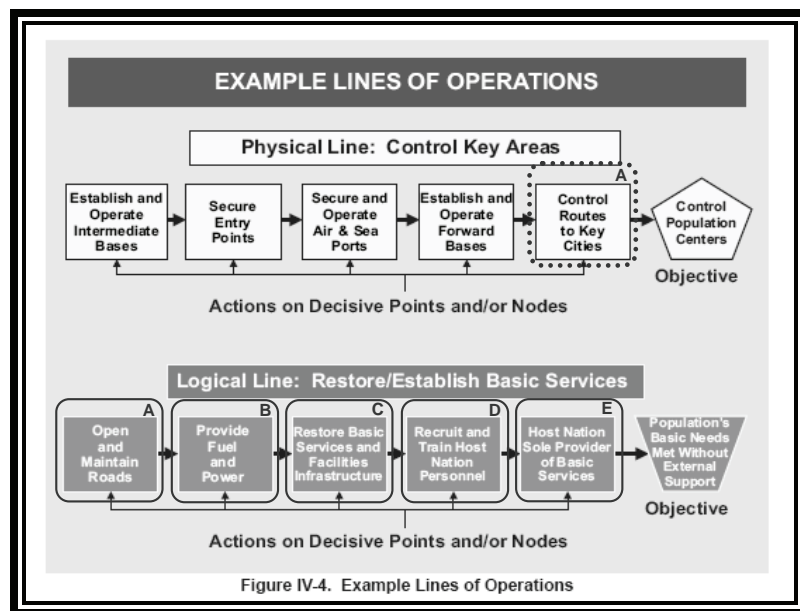 EXAMPLE LINES OF OPERATIONS
Physical Line: Control Key Areas
A
Establish and
Operate
Intermediate
Bases
Secure
Entry
Points
Secure and
Operate
Air & Sea
Ports
Establish and
Operate
Forward
Bases
Control
Routes
to Key
Cities
Control
Population
Centers
Objective
Actions on Decisive Points and/or Nodes
Logical Line: Restore/Establish Basic Services
A
Open
and
Maintain
Roads
B
Provide
Fuel
and
Power
C
Restore Basic
Services and
Facilities
Infrastructure
D
Recruit and
Train Host
Nation
Personnel
E
Host Nation
Sole Provider
of Basic
Services
Population's
Basic Needs
Met Without
External
Support
Objective
Actions on Decisive Points and/or Nodes
Figure IV-4. Example Lines of Operations